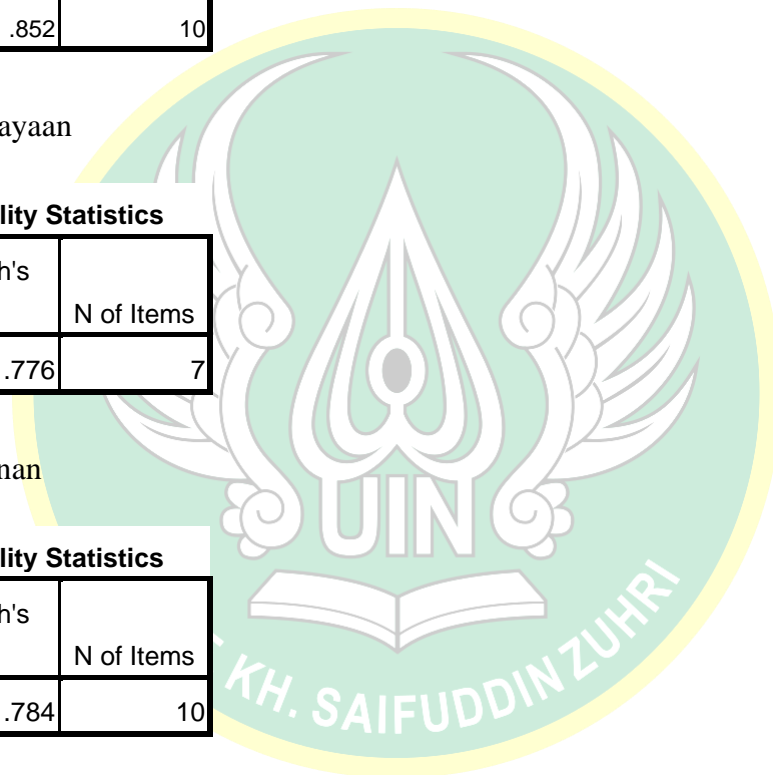 .852 10
ayaan
lity Statistics
h's
N of Items
.776 7
nan
lity Statistics
h's
N of Items
.784 10
UIN
KH. SAIFUDDIN ZUHRI